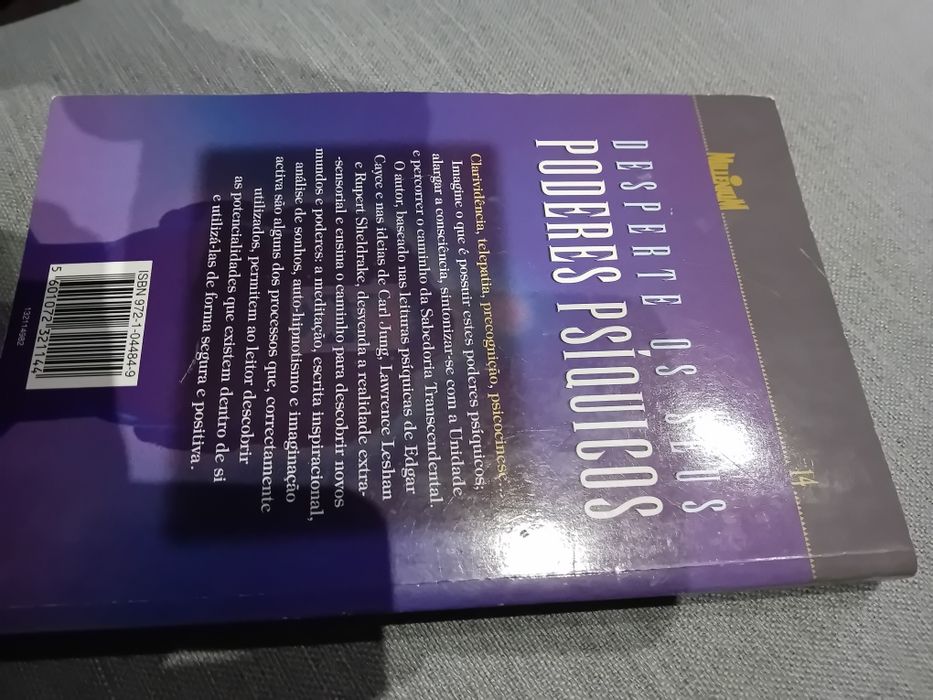 MILLENIUM
14
DESPERTE OS SEUS
PODERES PSÍQUICOS
Clarividência, telepatia, precognição, psicocinese...
Imagine o que é possuir estes poderes psíquicos;
alargar a consciência, sintonizar-se com a Unidade
e percorrer o caminho da Sabedoria Transcendental.
O autor, baseado nas leituras psíquicas de Edgar
Cayce e nas ideias de Carl Jung, Lawrence Leshan
e Rupert Sheldrake, desvenda a realidade extra-
-sensorial e ensina o caminho para descobrir novos
mundos e poderes: a meditação, escrita inspiracional,
análise de sonhos, auto-hipnotismo e imaginação
activa são alguns dos processos que, correctamente
utilizados, permitem ao leitor descobrir
as potencialidades que existem dentro de si
e utilizá-las de forma segura e positiva.
ISBN 972-1-04484-9
5 601072 321144
132114982